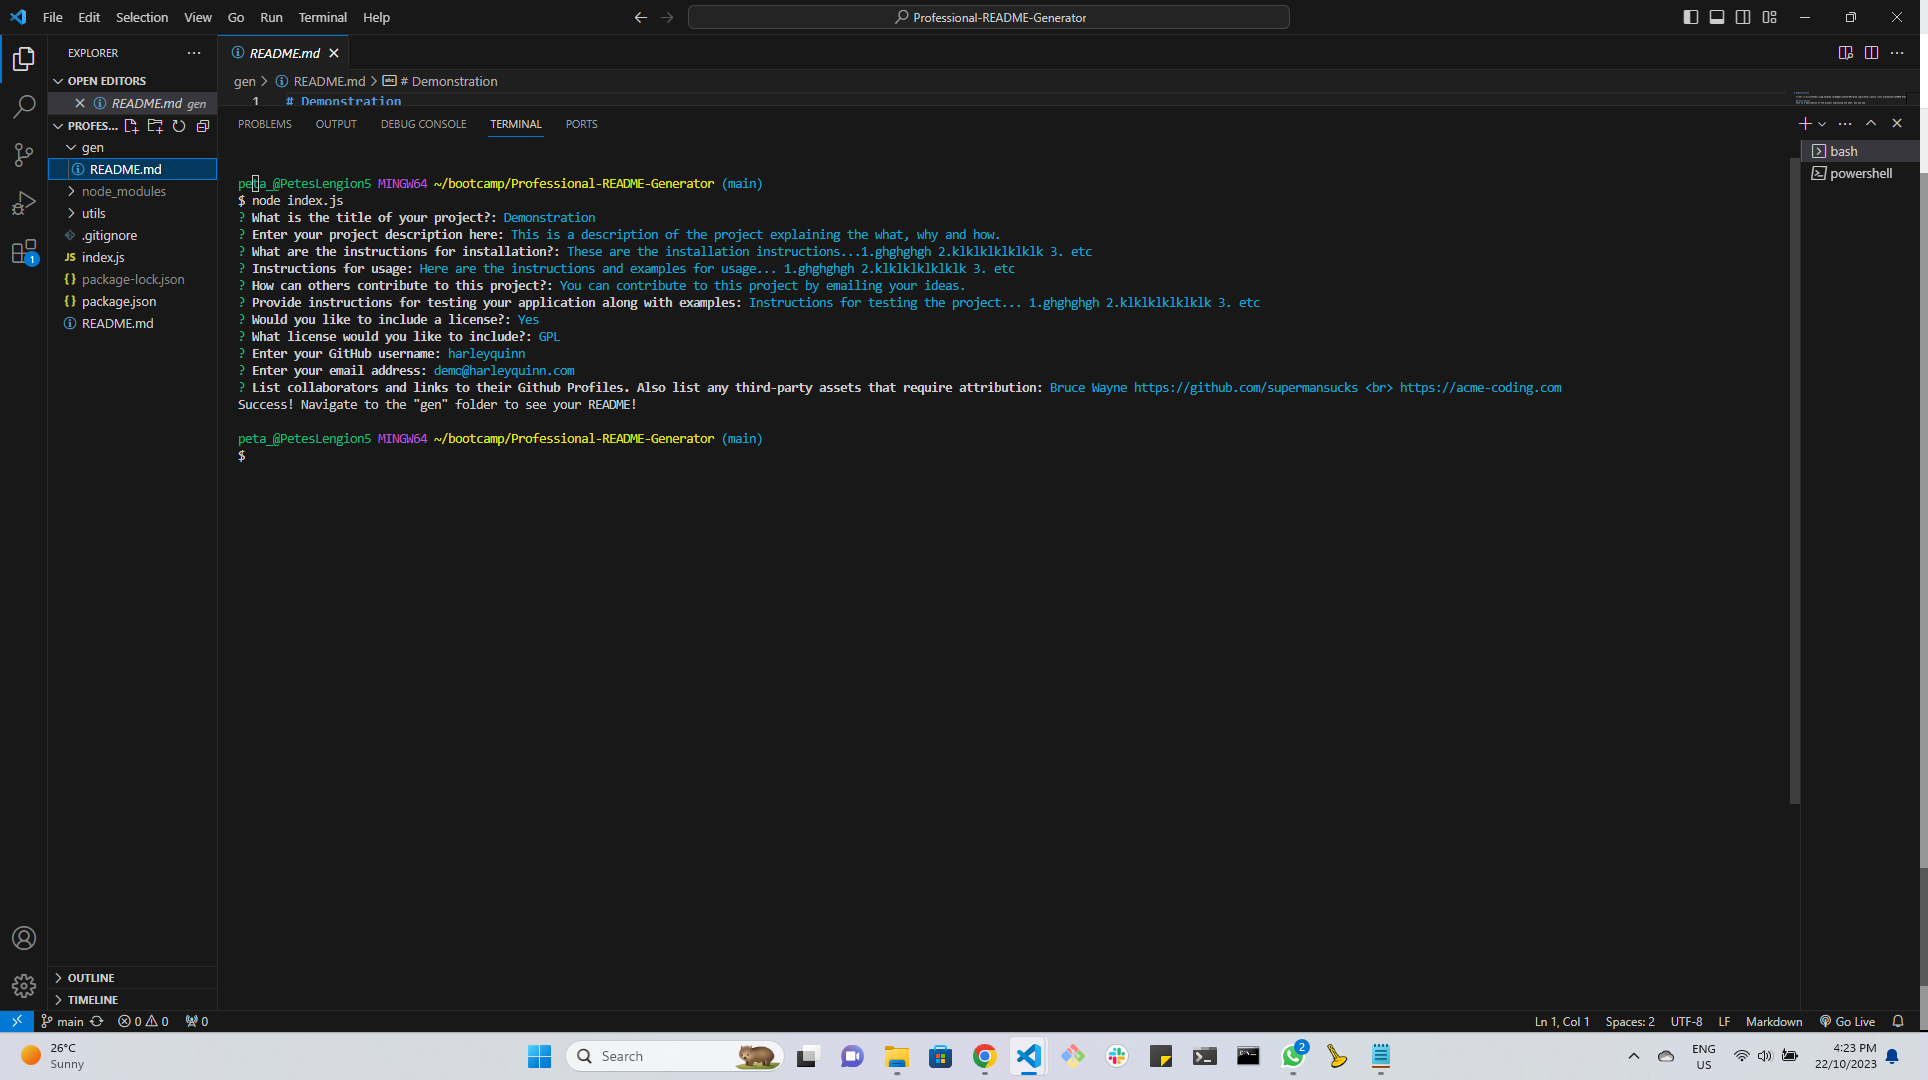 File Edit Selection View Go Run Terminal Help
Professional-README-Generator
EXPLORER
README.md
OPEN EDITORS
gen > README.md > # Demonstration
README.md gen
1 # Demonstration
PROFES...
PROBLEMS OUTPUT DEBUG CONSOLE TERMINAL PORTS
gen
README.md
node_modules
utils
.gitignore
index.js
package-lock.json
package.json
README.md
bash
powershell
peta_@PetesLengion5 MINGW64 ~/bootcamp/Professional-README-Generator (main)
$ node index.js
? What is the title of your project?: Demonstration
? Enter your project description here: This is a description of the project explaining the what, why and how.
? What are the instructions for installation?: These are the installation instructions...1.ghghghgh 2.klklklklklklk 3. etc
? Instructions for usage: Here are the instructions and examples for usage... 1.ghghghgh 2.klklklklklklk 3. etc
? How can others contribute to this project?: You can contribute to this project by emailing your ideas.
? Provide instructions for testing your application along with examples: Instructions for testing the project... 1.ghghghgh 2.klklklklklklk 3. etc
? Would you like to include a license?: Yes
? What license would you like to include?: GPL
? Enter your GitHub username: harleyquinn
? Enter your email address: demo@harleyquinn.com
? List collaborators and links to their Github Profiles. Also list any third-party assets that require attribution: Bruce Wayne https://github.com/supermansucks <br> https://acme-coding.com
Success! Navigate to the "gen" folder to see your README!
peta_@PetesLengion5 MINGW64 ~/bootcamp/Professional-README-Generator (main)
$
OUTLINE
TIMELINE
main 0 0 0
Ln 1, Col 1 Spaces: 2 UTF-8 LF Markdown Go Live
26°C
Sunny
Search
2
ENG
US
4:23 PM
22/10/2023
1